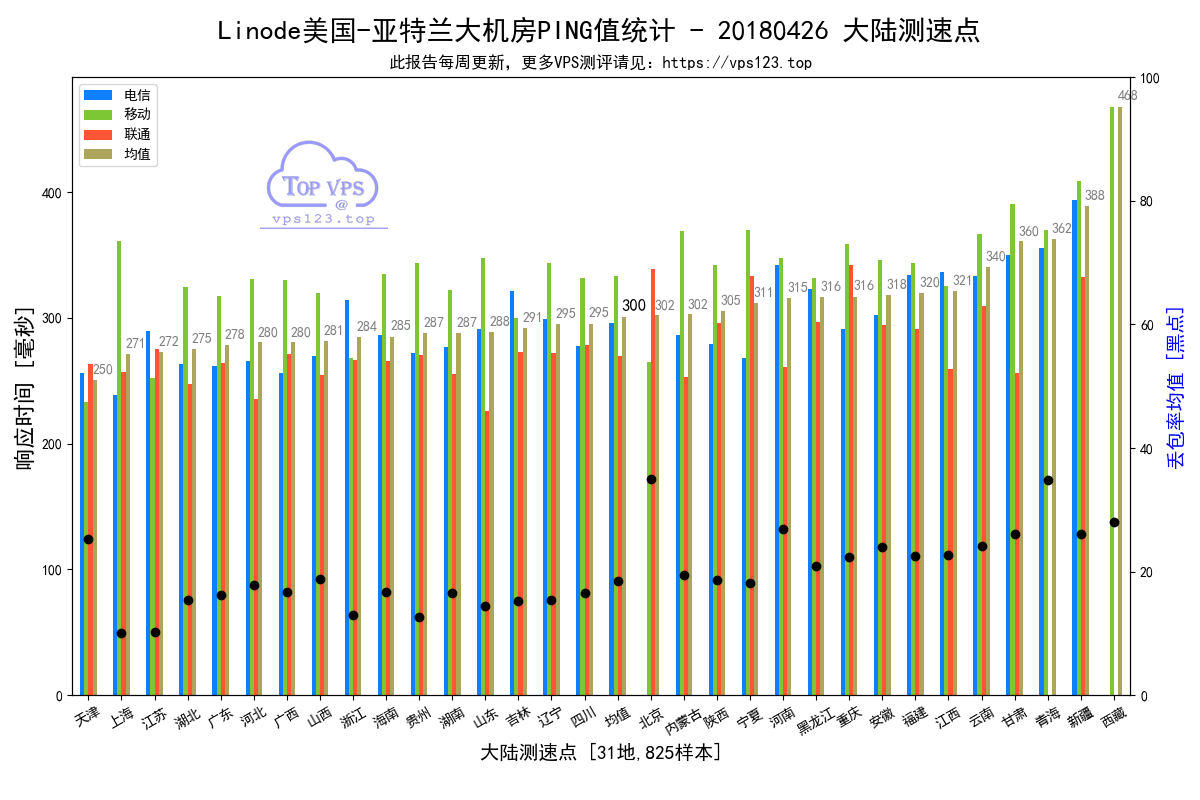 Linode美国-亚特兰大机房PING值统计 - 20180426 大陆测速点
此报告每周更新，更多VPS测评请见：https://vps123.top
电信
移动
联通
均值
TOP VPS
@
vps123.top
响应时间 [毫秒]
0
100
200
300
400
250
271
272
275
278
280
280
281
284
285
287
287
288
291
295
295
300
302
302
305
311
315
316
316
318
320
321
340
360
362
388
468
0
20
40
60
80
100
丢包率均值 [黑点]
天津
上海
江苏
湖北
广东
河北
广西
山西
浙江
海南
贵州
湖南
山东
吉林
辽宁
四川
均值
北京
内蒙古
陕西
宁夏
河南
黑龙江
重庆
安徽
福建
江西
云南
甘肃
青海
新疆
西藏
大陆测速点 [31地,825样本]